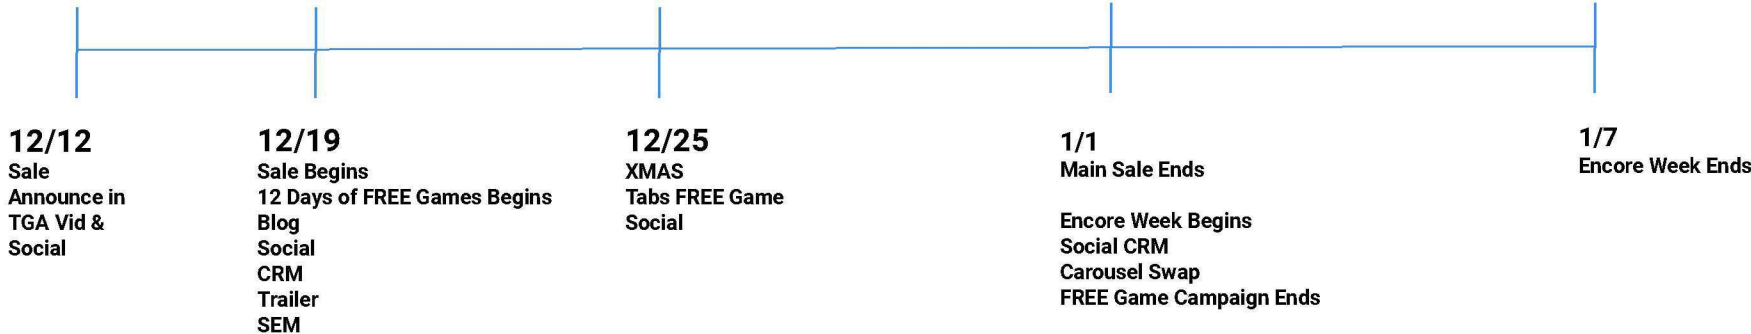 12/12
Sale
Announce in
TGA Vid &
Social
12/19
Sale Begins
12 Days of FREE Games Begins
Blog
Social
CRM
Trailer
SEM
12/25
XMAS
Tabs FREE Game
Social
1/1
Main Sale Ends
Encore Week Begins
Social CRM
Carousel Swap
FREE Game Campaign Ends
1/7
Encore Week Ends